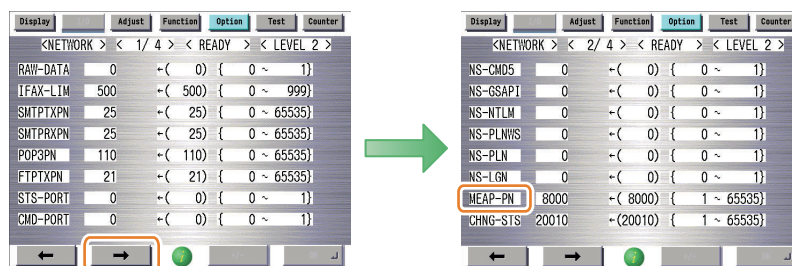 Display I/O Adjust Function Option Test Counter
<NETWORK > < 1/ 4 > < READY > < LEVEL 2 >
RAW-DATA 0 ←( 0) { 0 ~ 1}
IFAX-LIM 500 ←( 500) { 0 ~ 999}
SMTPTXPN 25 ←( 25) { 0 ~ 65535}
SMTPRXPN 25 ←( 25) { 0 ~ 65535}
POP3PN 110 ←( 110) { 0 ~ 65535}
FTPTXPN 21 ←( 21) { 0 ~ 65535}
STS-PORT 0 ←( 0) { 0 ~ 1}
CMD-PORT 0 ←( 0) { 0 ~ 1}
← → i +/-
Display I/O Adjust Function Option Test Counter
<NETWORK > < 2/ 4 > < READY > < LEVEL 2 >
NS-CMD5 0 ←( 0) { 0 ~ 1}
NS-GSAPI 0 ←( 0) { 0 ~ 1}
NS-NTLM 0 ←( 0) { 0 ~ 1}
NS-PLNWS 0 ←( 0) { 0 ~ 1}
NS-PLN 0 ←( 0) { 0 ~ 1}
NS-LGN 0 ←( 0) { 0 ~ 1}
MEAP-PN 8000 ←( 8000) { 1 ~ 65535}
CHNG-STS 20010 ←(20010) { 1 ~ 65535}
← → i +/-